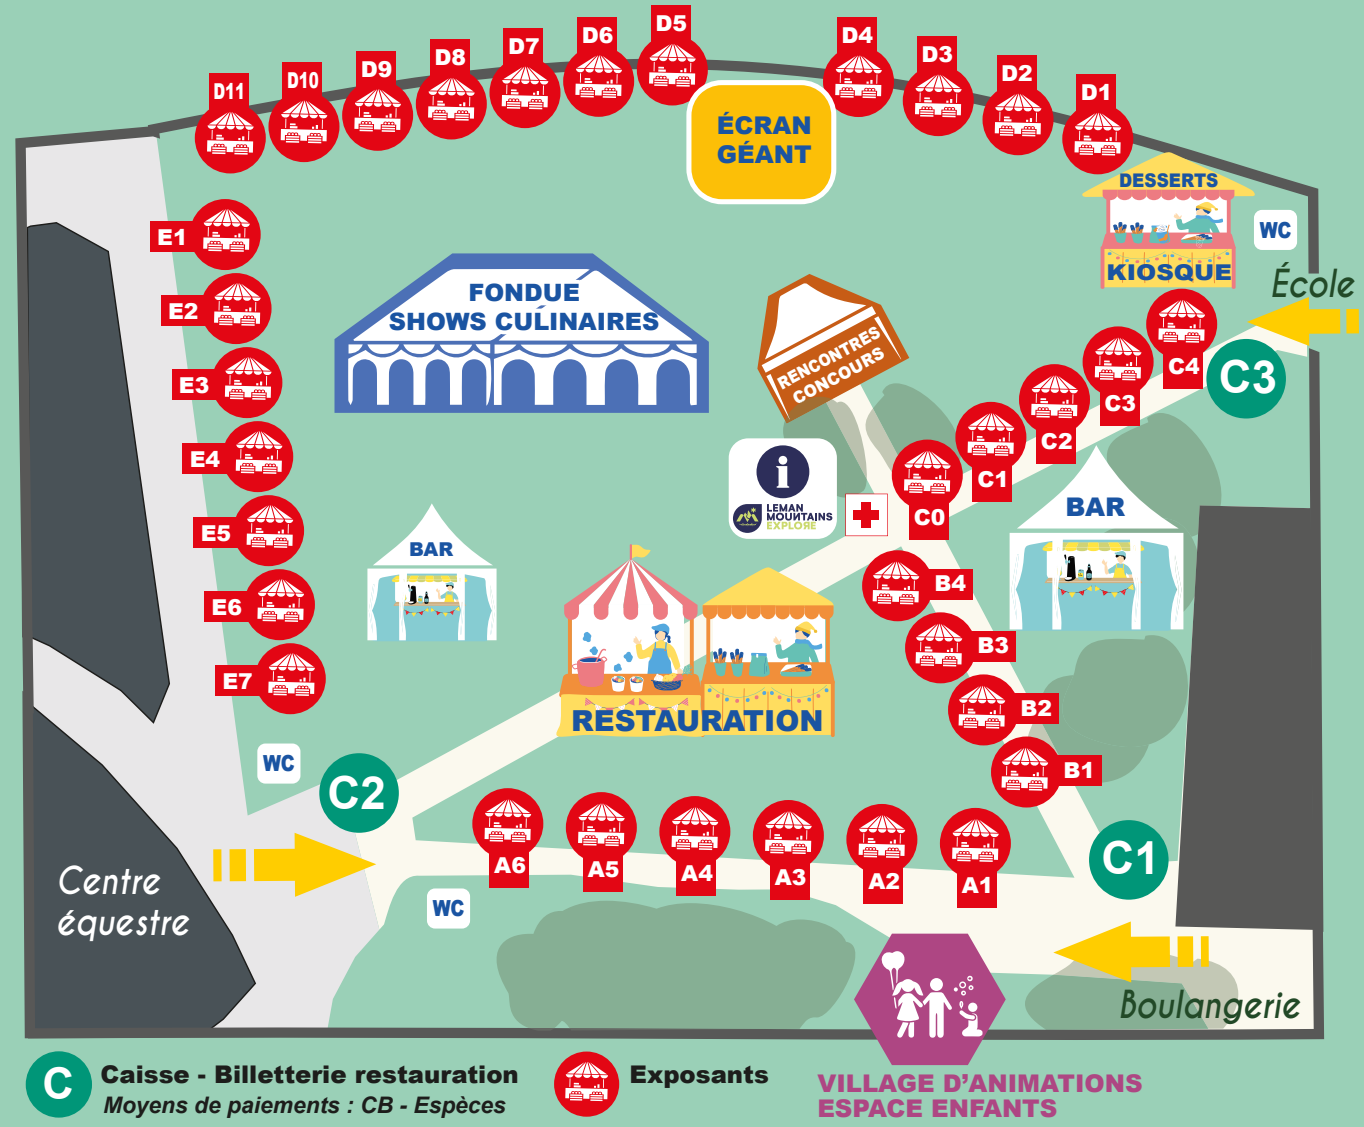 D5
D4
D6
D7
D3
D8
D9
D2
D10
D11
D1
ÉCRAN
GÉANT
DESSERTS
KIOSQUE
WC
École
E1
E2
E3
E4
E5
E6
E7
FONDUE
SHOWS CULINAIRES
RENCONTRES
CONCOURS
C4
C3
C3
C2
C1
C0
i
LEMAN
MOUNTAINS
EXPLORE
BAR
BAR
B4
B3
B2
B1
RESTAURATION
WC
C2
A6
A5
A4
A3
A2
A1
C1
WC
Centre
équestre
Boulangerie
C
Caisse - Billetterie restauration
Moyens de paiements : CB - Espèces
Exposants
VILLAGE D'ANIMATIONS
ESPACE ENFANTS